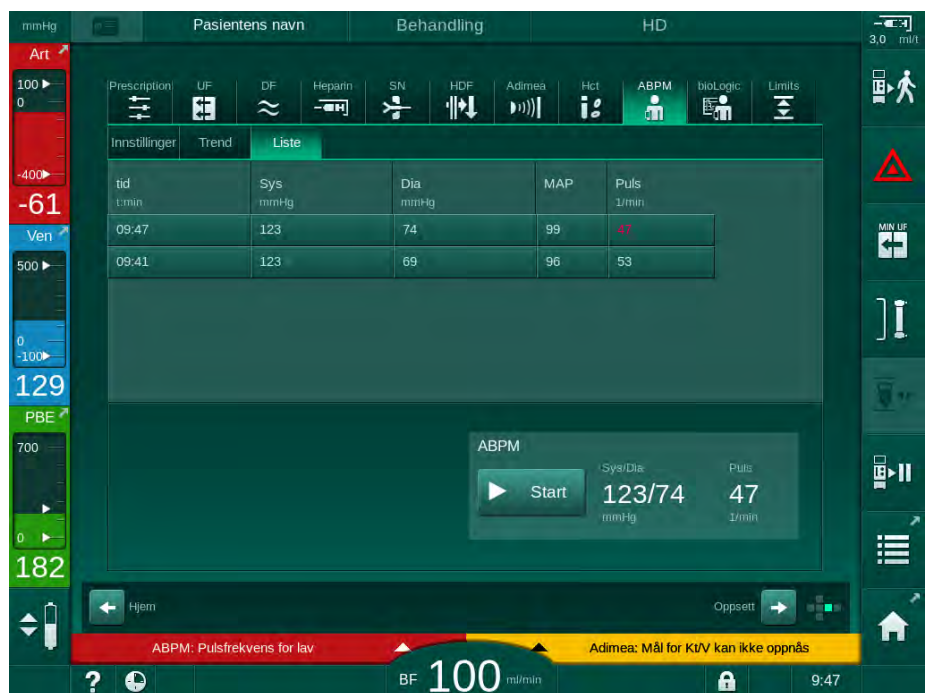 mmHg
Pasientens navn
Behandling
HD
3,0 ml/t
Art
100
0
-400
-61
Ven
500
0
-100
129
PBE
700
0
182
Prescription
UF
DF
Heparin
SN
HDF
Adimea
Hct
ABPM
bioLogic
Limits
H
Innstillinger
Trend
Liste
tid Sys Dia MAP Puls
t:min mmHg mmHg 1/min
09:47 123 74 99 47
09:41 123 69 96 53
ABPM
Start
Sys/Dia Puls
123/74 47
mmHg 1/min
MIN UF
Hjem
Oppsett
ABPM: Pulsfrekvens for lav
Adimea: Mål for Kt/V kan ikke oppnås
?
BF 100 ml/min
9:47